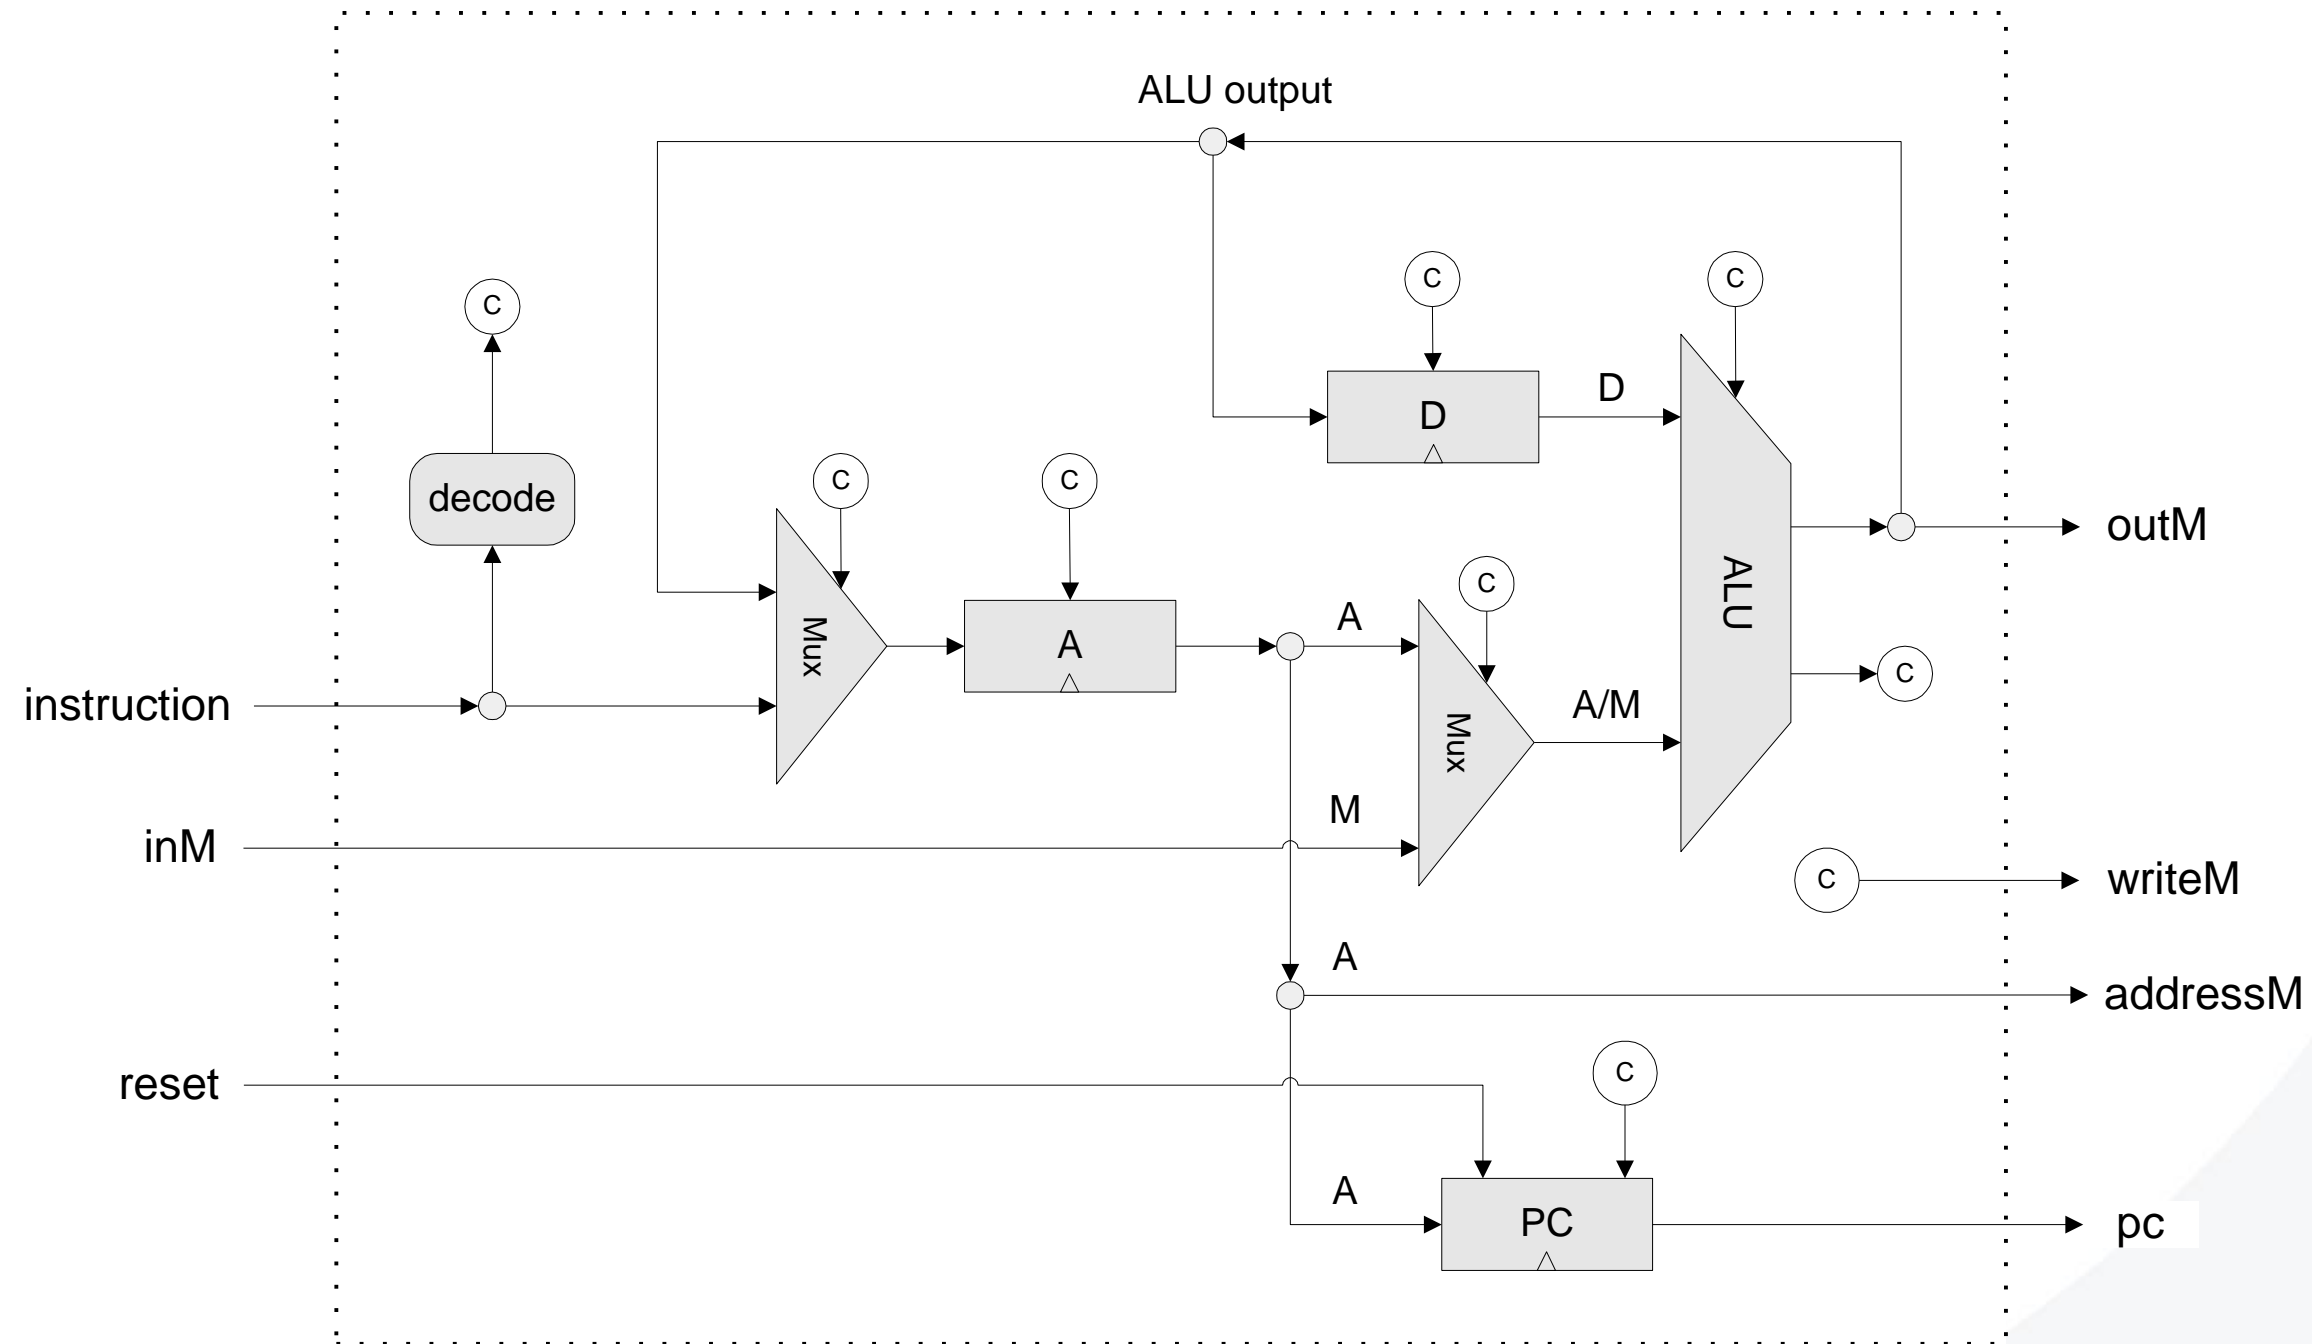 ALU output
C
C
C
D
D
C
C
decode
outM
C
ALU
A
Mux
A
C
Mux
A/M
instruction
M
inM
C
writeM
A
addressM
C
reset
A
PC
pc